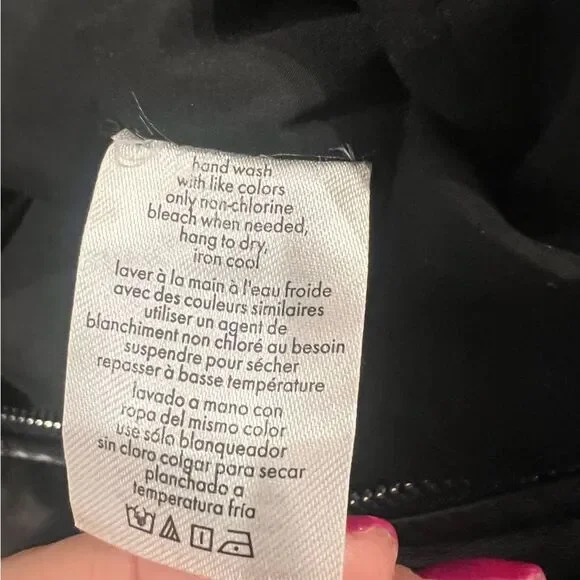 hand wash
with like colors
only non-chlorine
bleach when needed,
hang to dry,
iron cool
laver à la main à l'eau froide
avec des couleurs similaires
utiliser un agent de
blanchiment non chloré au besoin
suspendre pour sécher
repasser à basse température
lavado a mano con
ropa del mismo color
use sólo blanqueador
sin cloro colgar para secar
planchado a
temperatura fría